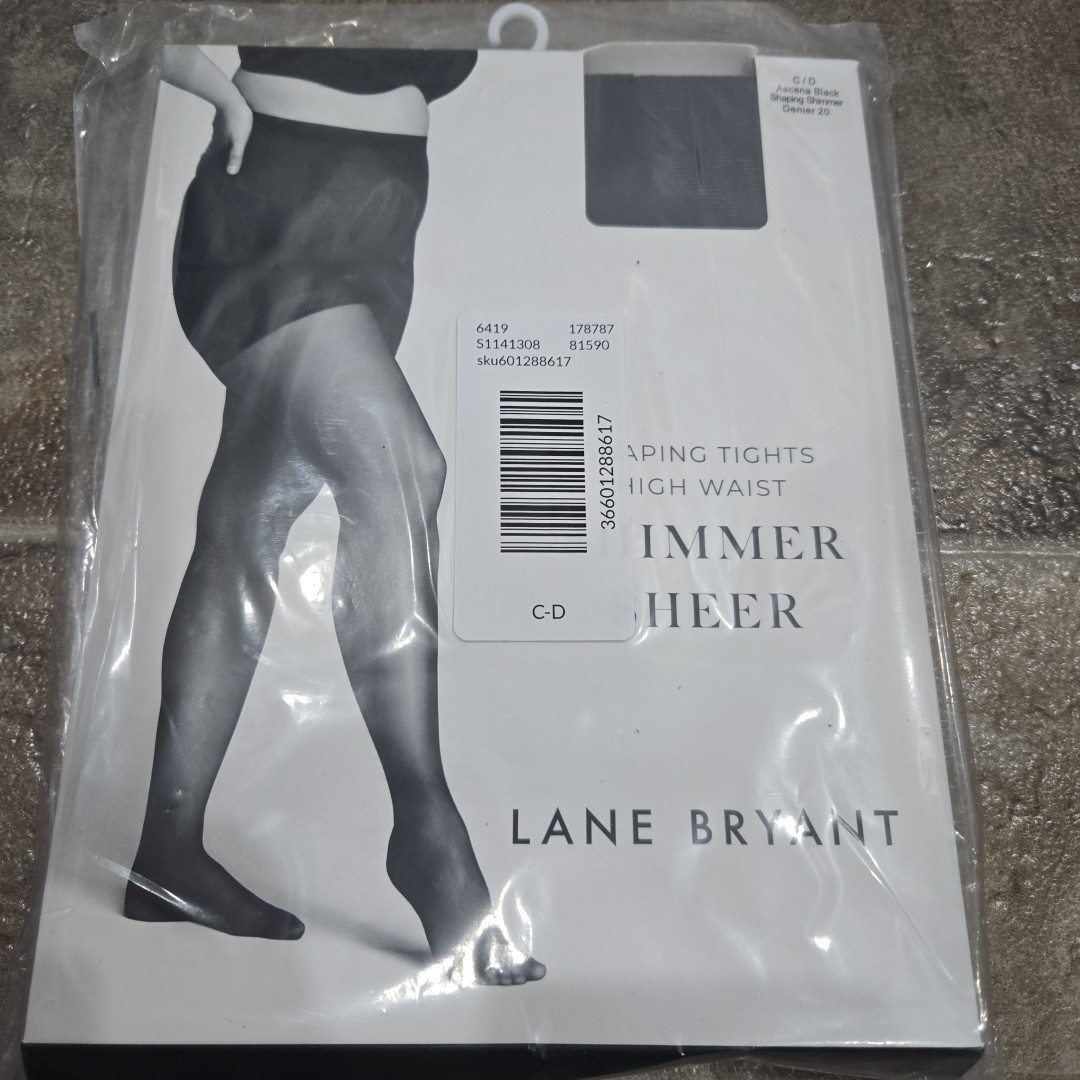 C / D
Ascena Black
Shaping Shimmer
Denier 20
6419 178787
S1141308 81590
sku601288617
36601288617
C-D
APING TIGHTS
HIGH WAIST
IMMER
SHEER
LANE BRYANT